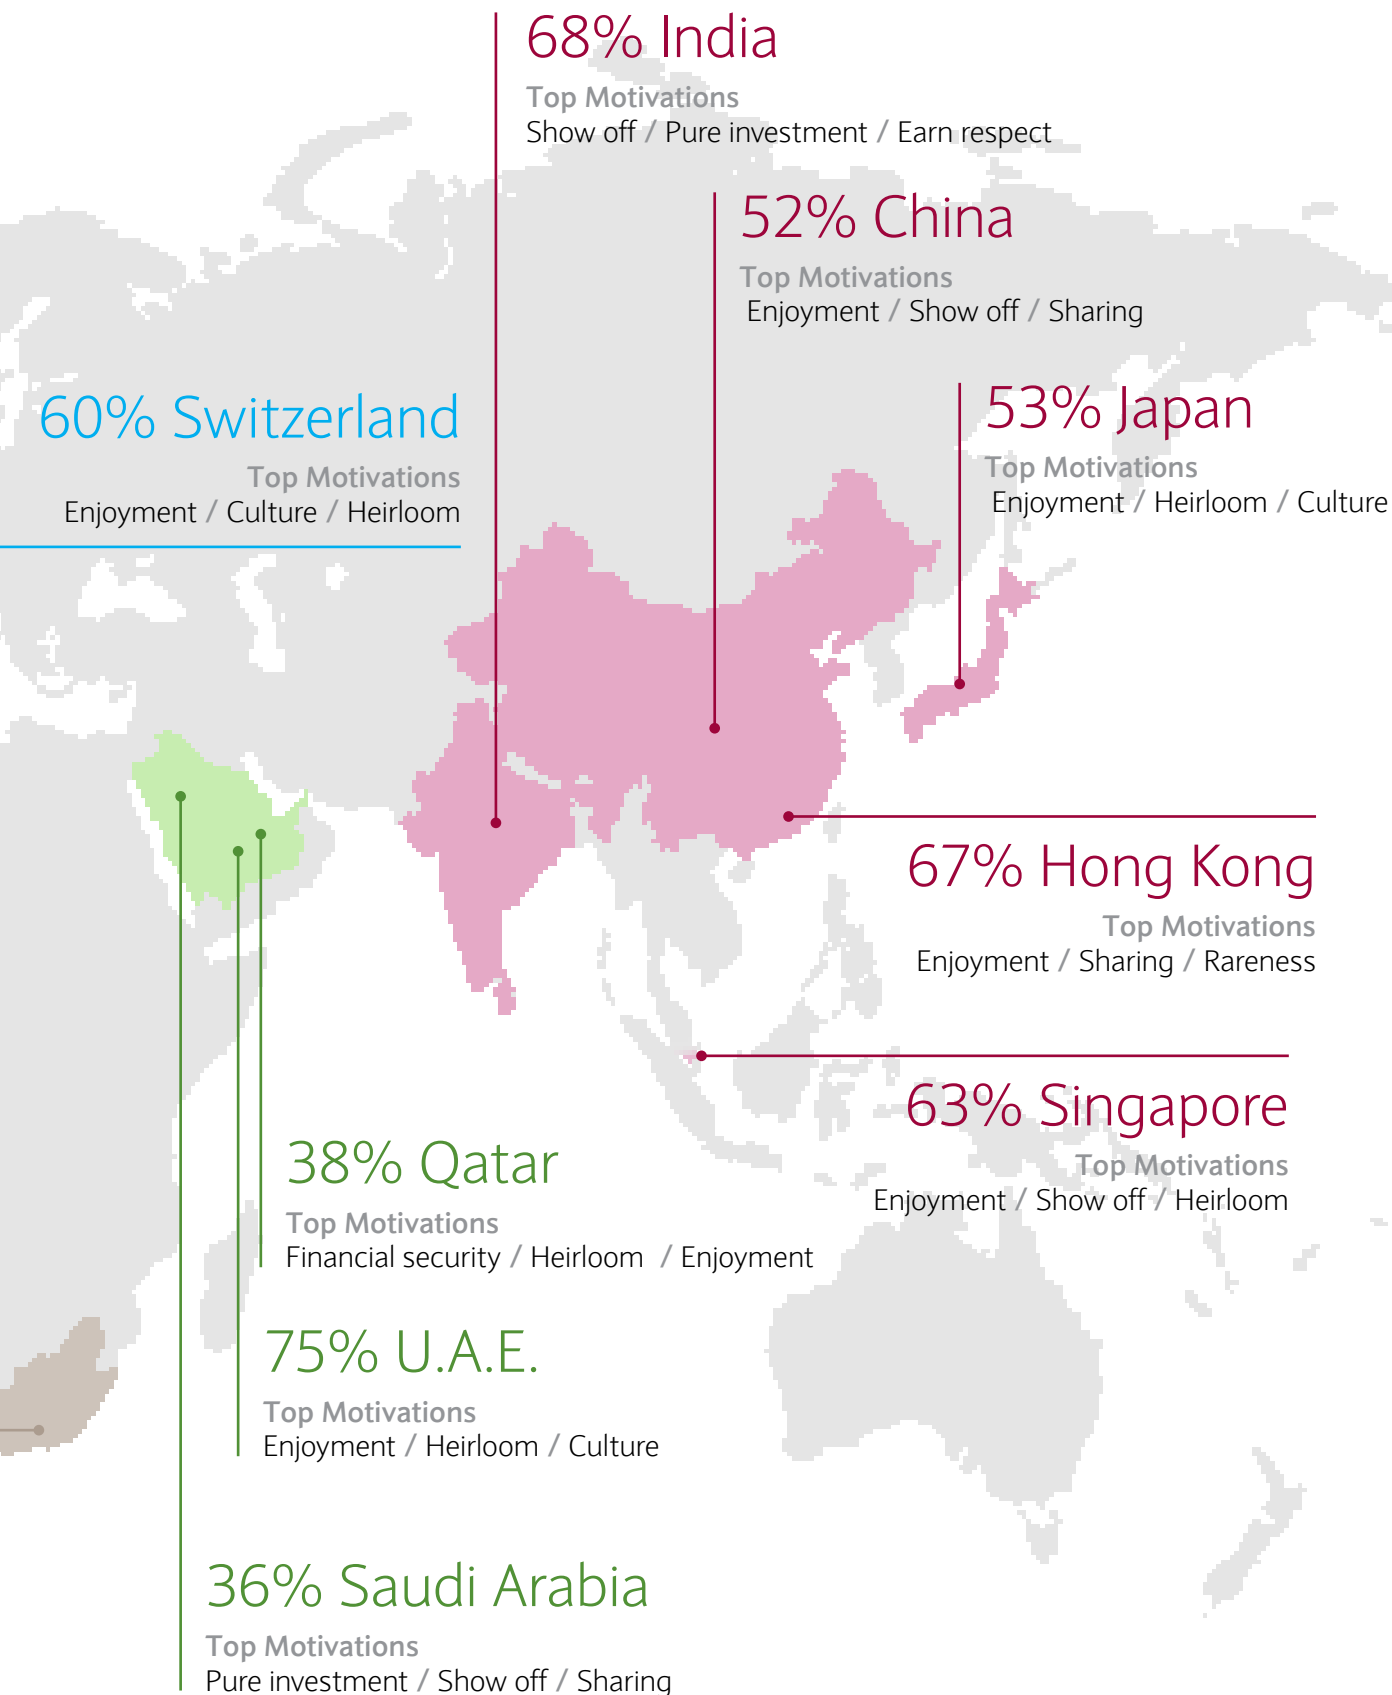 68% India
Top Motivations
Show off / Pure investment / Earn respect
52% China
Top Motivations
Enjoyment / Show off / Sharing
60% Switzerland
Top Motivations
Enjoyment / Culture / Heirloom
53% Japan
Top Motivations
Enjoyment / Heirloom / Culture
67% Hong Kong
Top Motivations
Enjoyment / Sharing / Rareness
63% Singapore
Top Motivations
Enjoyment / Show off / Heirloom
38% Qatar
Top Motivations
Financial security / Heirloom / Enjoyment
75% U.A.E.
Top Motivations
Enjoyment / Heirloom / Culture
36% Saudi Arabia
Top Motivations
Pure investment / Show off / Sharing